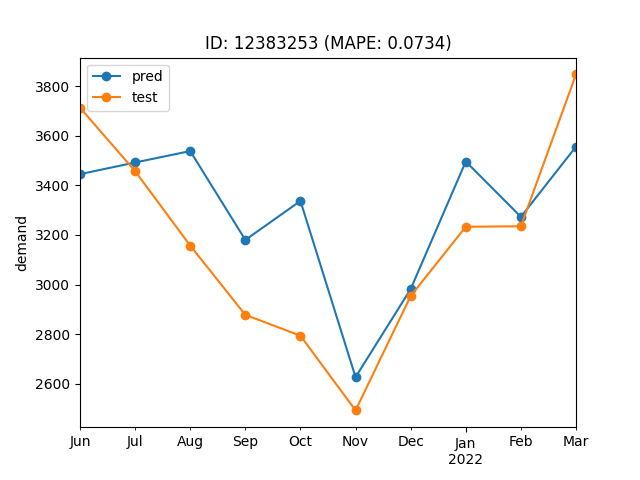 ID: 12383253 (MAPE: 0.0734)
pred
test
demand
3800
3600
3400
3200
3000
2800
2600
Jun Jul Aug Sep Oct Nov Dec Jan Feb Mar
2022